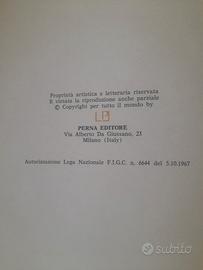 Proprietà artistica e letteraria riservata
E vietata la riproduzione anche parziale
© Copyright per tutto il mondo by
PERNA EDITORE
Via Alberto Da Giussano, 23
Milano (Italy)
Autorizzazione Lega Nazionale F.I.G.C. n. 6644 del 5.10.1967
subito